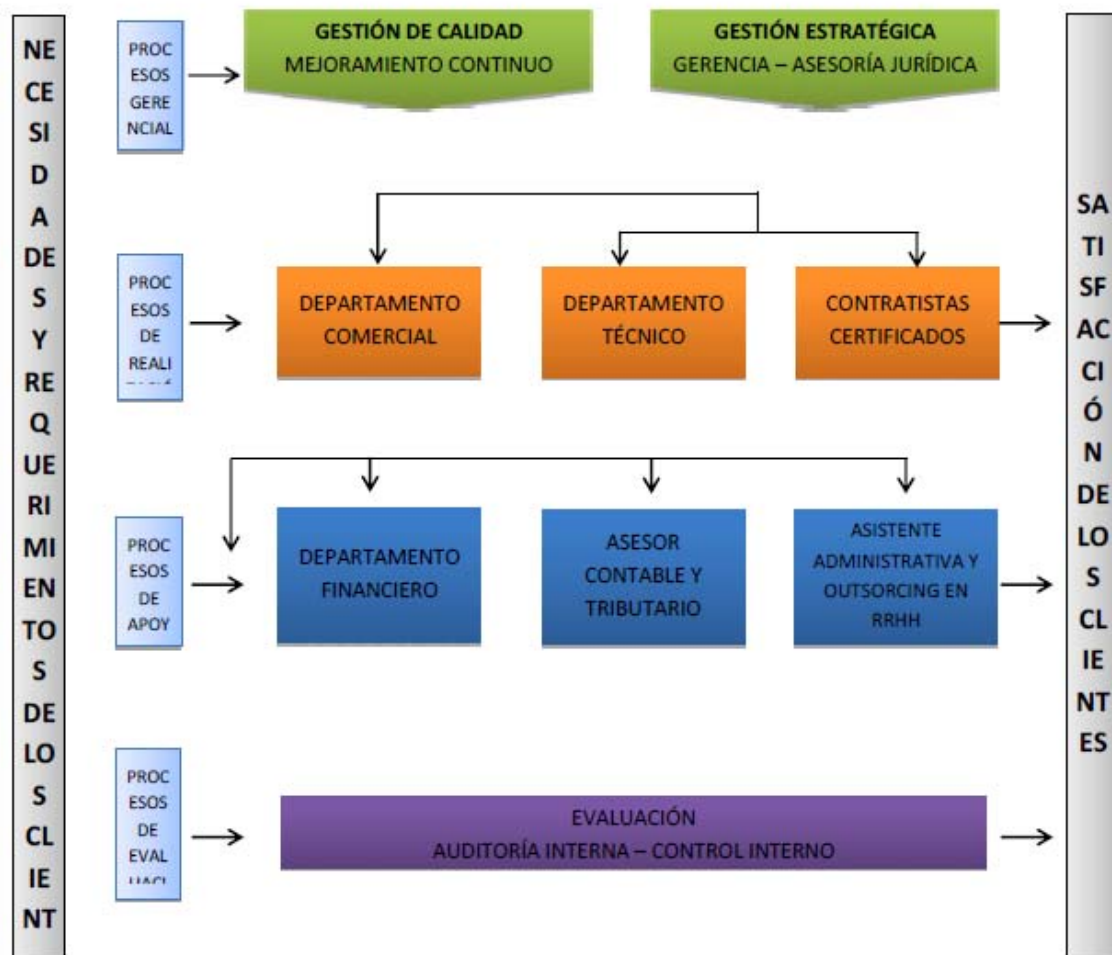 NE
CE
SI
D
A
DE
S
Y
RE
Q
UE
RI
MI
EN
TO
S
DE
LO
S
CL
IE
NT
PROC
ESOS
GERE
NCIAL
GESTIÓN DE CALIDAD
MEJORAMIENTO CONTINUO
GESTIÓN ESTRATÉGICA
GERENCIA – ASESORÍA JURÍDICA
PROC
ESOS
DE
REALI
DEPARTAMENTO
COMERCIAL
DEPARTAMENTO
TÉCNICO
CONTRATISTAS
CERTIFICADOS
PROC
ESOS
DE
APOY
DEPARTAMENTO
FINANCIERO
ASESOR
CONTABLE Y
TRIBUTARIO
ASISTENTE
ADMINISTRATIVA Y
OUTSORCING EN
RRHH
PROC
ESOS
DE
EVAL
UACI
EVALUACIÓN
AUDITORÍA INTERNA – CONTROL INTERNO
SA
TI
SF
AC
CI
Ó
N
DE
LO
S
CL
IE
NT
ES